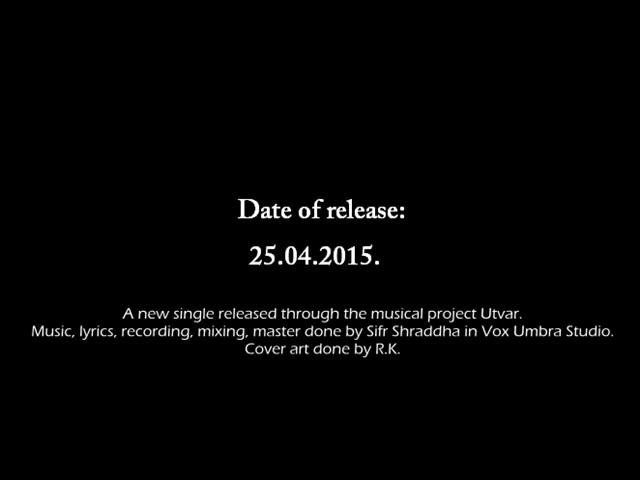 Date of release:
25.04.2015.
A new single released through the musical project Utvar.
Music, lyrics, recording, mixing, master done by Sifr Shraddha in Vox Umbra Studio.
Cover art done by R.K.